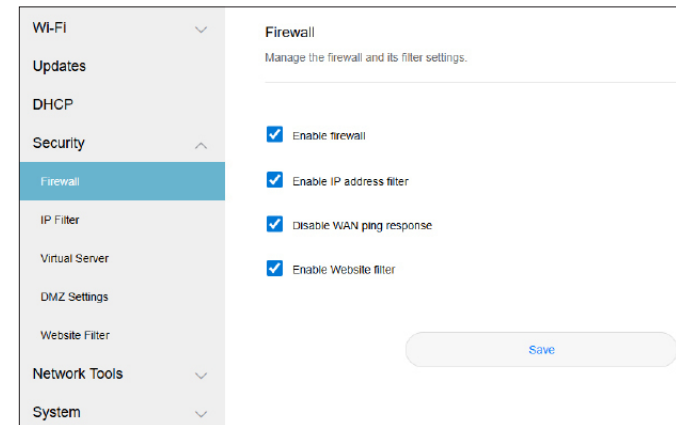 Wi-Fi
Updates
DHCP
Security
Firewall
IP Filter
Virtual Server
DMZ Settings
Website Filter
Network Tools
System
Firewall
Manage the firewall and its filter settings.
Enable firewall
Enable IP address filter
Disable WAN ping response
Enable Website filter
Save